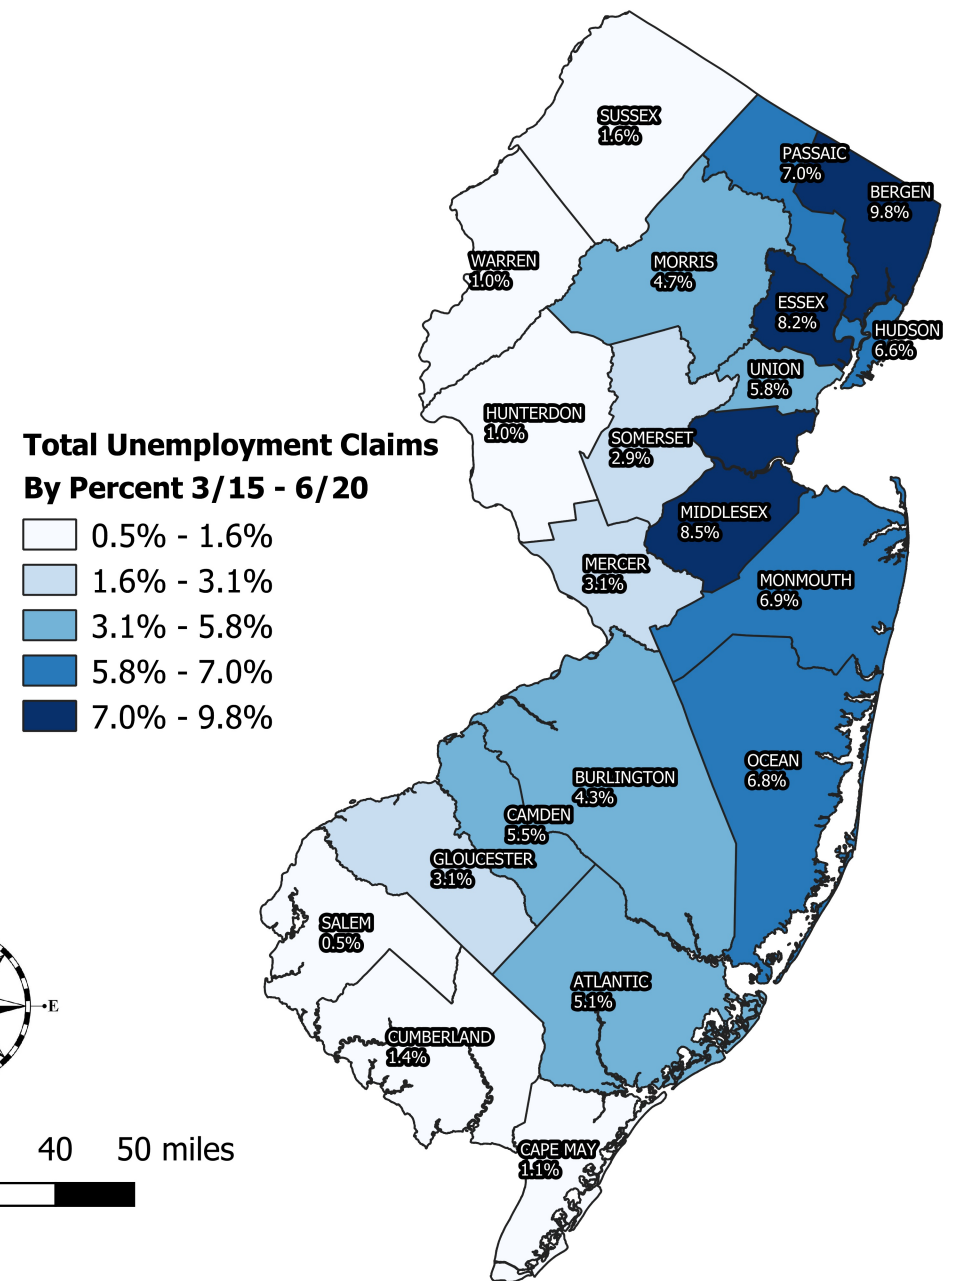 SUSSEX
1.6%
PASSAIC
7.0%
BERGEN
9.8%
WARREN
1.0%
MORRIS
4.7%
ESSEX
8.2%
HUDSON
6.6%
UNION
5.8%
HUNTERDON
1.0%
SOMERSET
2.9%
Total Unemployment Claims
By Percent 3/15 - 6/20
0.5% - 1.6%
1.6% - 3.1%
3.1% - 5.8%
5.8% - 7.0%
7.0% - 9.8%
MIDDLESEX
8.5%
MERCER
3.1%
MONMOUTH
6.9%
OCEAN
6.8%
BURLINGTON
4.3%
CAMDEN
5.5%
GLOUCESTER
3.1%
SALEM
0.5%
ATLANTIC
5.1%
E
CUMBERLAND
1.4%
40 50 miles
CAPE MAY
1.1%